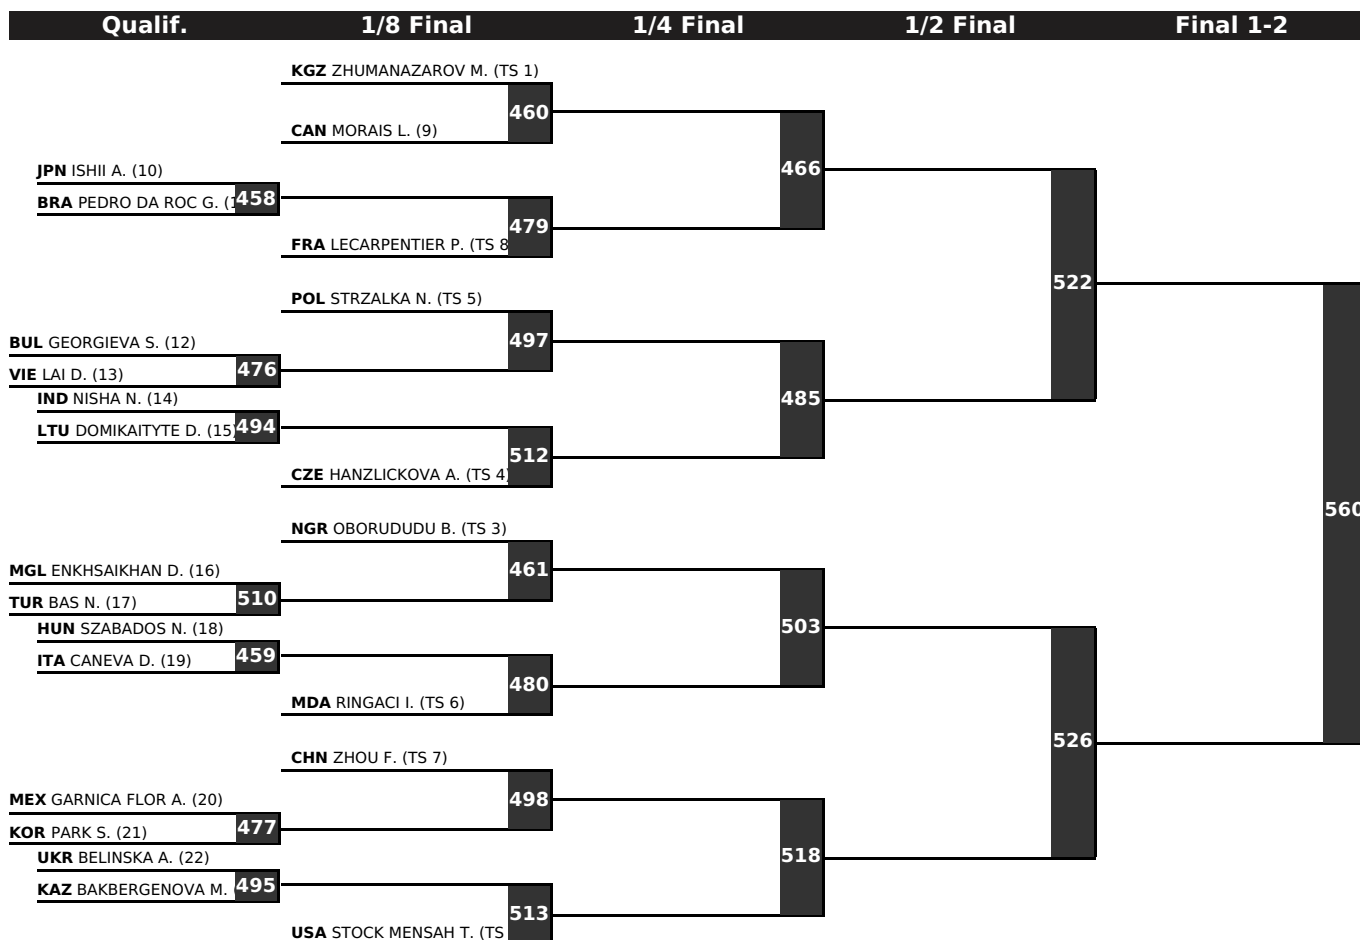 Qualif. 1/8 Final 1/4 Final 1/2 Final Final 1-2
KGZ ZHUMANAZAROV M. (TS 1)
460
CAN MORAIS L. (9)
JPN ISHII A. (10)
466
BRA PEDRO DA ROC G. (1
458
479
FRA LECARPENTIER P. (TS 8
522
POL STRZALKA N. (TS 5)
BUL GEORGIEVA S. (12)
497
VIE LAI D. (13)
476
IND NISHA N. (14)
485
LTU DOMIKAITYTE D. (15)
494
512
CZE HANZLICKOVA A. (TS 4)
560
NGR OBORUDUDU B. (TS 3)
MGL ENKHSAIKHAN D. (16)
461
TUR BAS N. (17)
510
HUN SZABADOS N. (18)
503
ITA CANEVA D. (19)
459
480
MDA RINGACI I. (TS 6)
526
CHN ZHOU F. (TS 7)
MEX GARNICA FLOR A. (20)
498
KOR PARK S. (21)
477
UKR BELINSKA A. (22)
518
KAZ BAKBERGENOVA M. (
495
513
USA STOCK MENSAH T. (TS